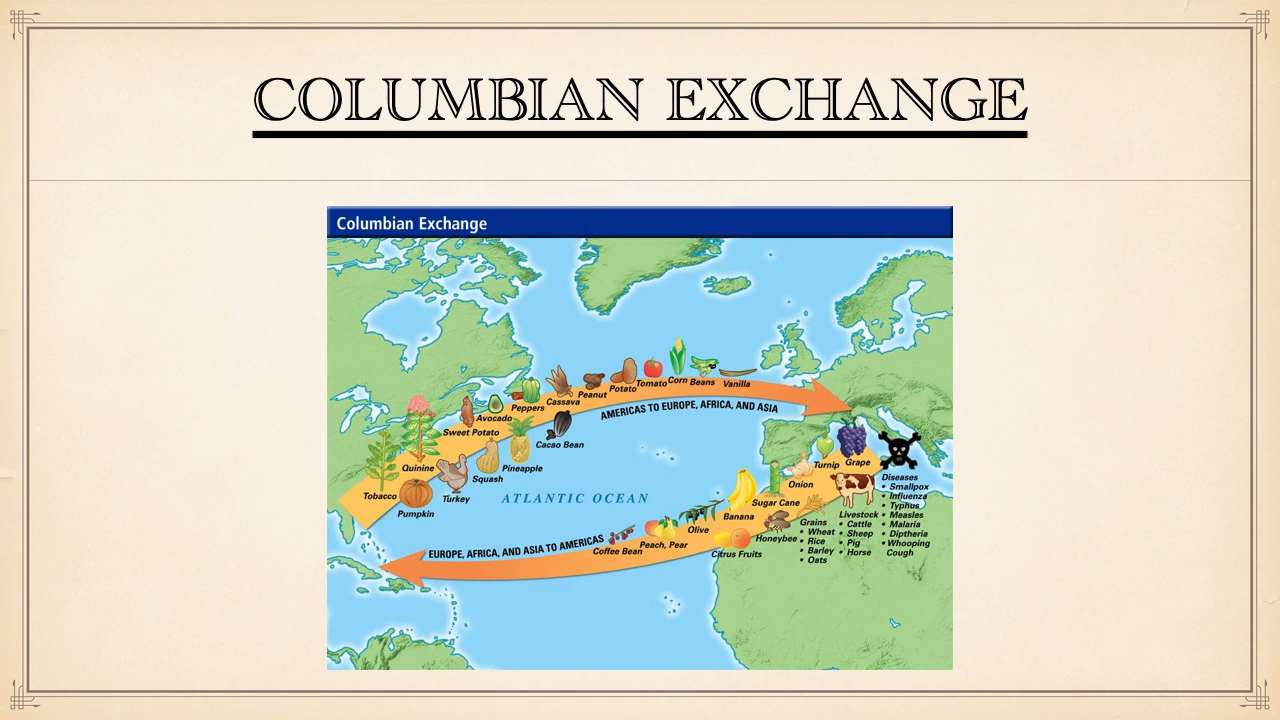 COLUMBIAN EXCHANGE
Columbian Exchange
Tobacco
Quinine
Pumpkin
Turkey
Sweet Potato
Squash
Avocado
Pineapple
Peppers
Cacao Bean
Cassava
Peanut
Potato
Tomato
Corn
Beans
Vanilla
AMERICAS TO EUROPE, AFRICA, AND ASIA
ATLANTIC OCEAN
EUROPE, AFRICA, AND ASIA TO AMERICAS
Coffee Bean
Peach, Pear
Olive
Citrus Fruits
Banana
Honeybee
Sugar Cane
Onion
Turnip
Grape
Grains
• Wheat
• Rice
• Barley
• Oats
Livestock
• Cattle
• Sheep
• Pig
• Horse
Diseases
• Smallpox
• Influenza
• Typhus
• Measles
• Malaria
• Diptheria
• Whooping
Cough